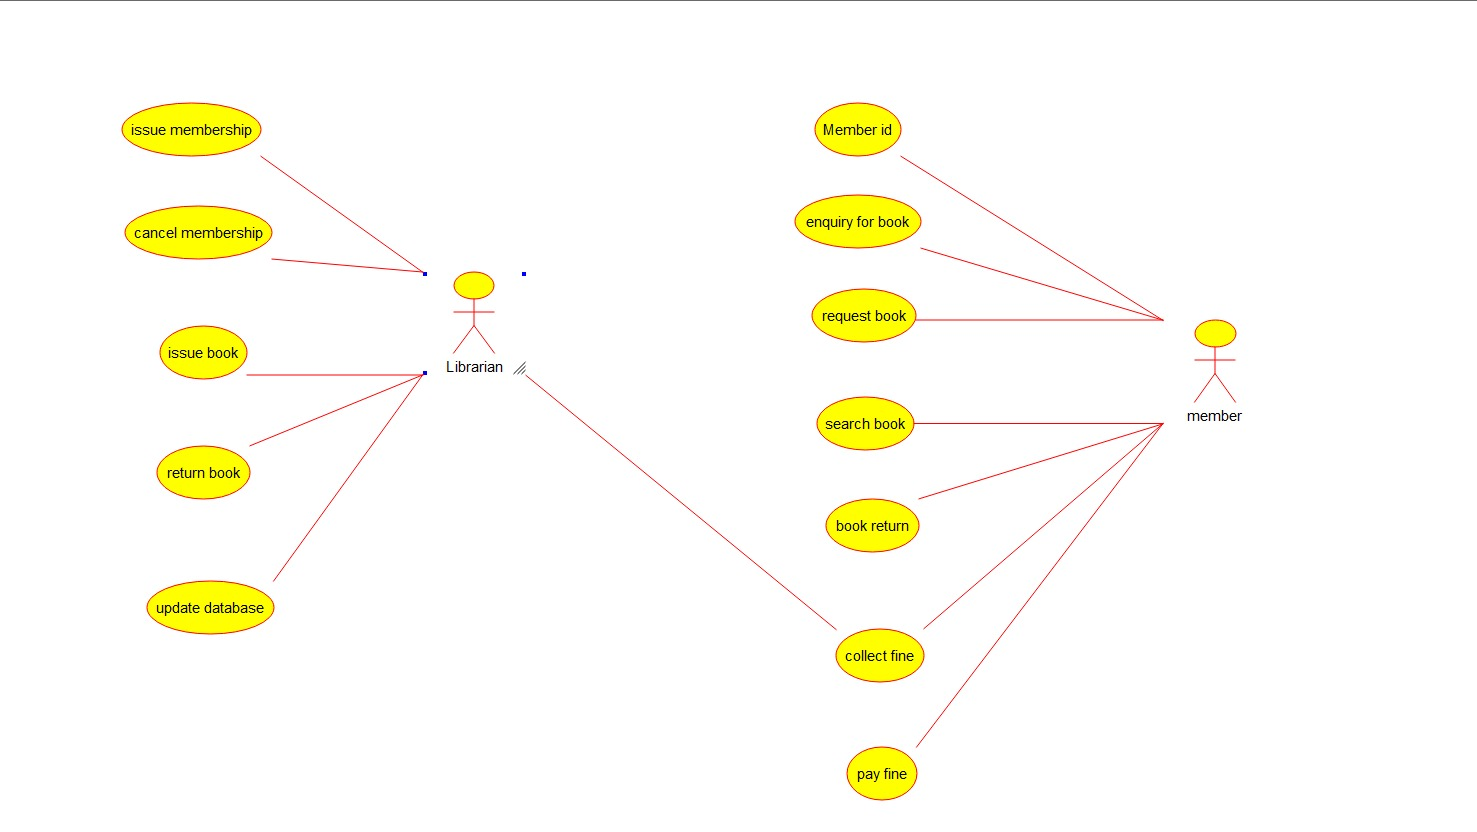 issue membership
cancel membership
issue book
return book
update database
Librarian
Member id
enquiry for book
request book
search book
book return
collect fine
pay fine
member